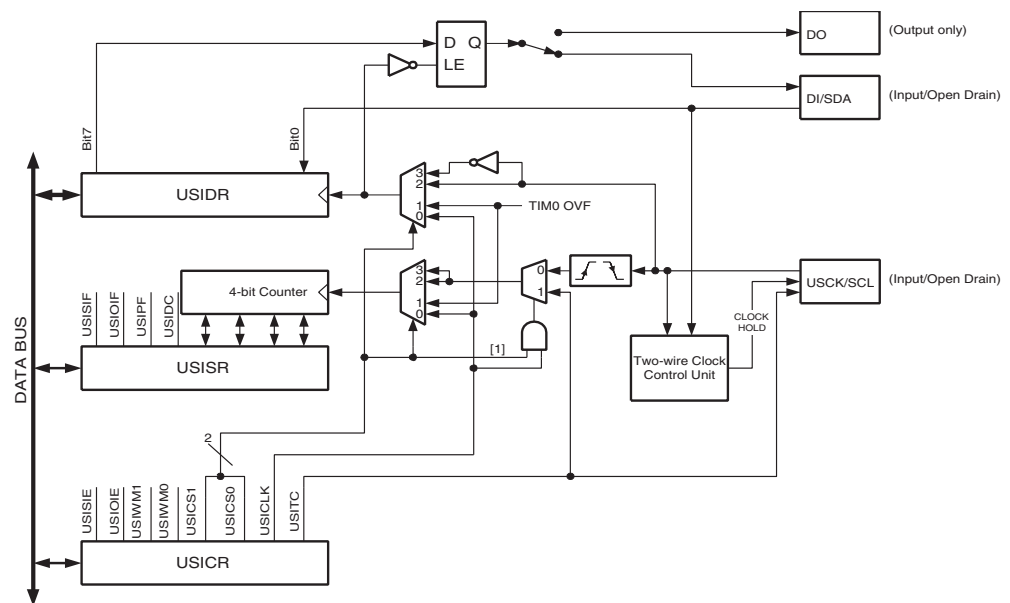 D Q
LE
DO
(Output only)
DI/SDA
(Input/Open Drain)
Bit7
Bit0
USIDR
3
2
1
0
TIM0 OVF
4-bit Counter
3
2
1
0
0
1
USCK/SCL
(Input/Open Drain)
CLOCK
HOLD
USISIF
USIOIF
USIPF
USIDC
[1]
USISR
Two-wire Clock
Control Unit
DATA BUS
2
USISIE
USIOIE
USIWM1
USIWM0
USICS1
USICS0
USICLK
USITC
USICR